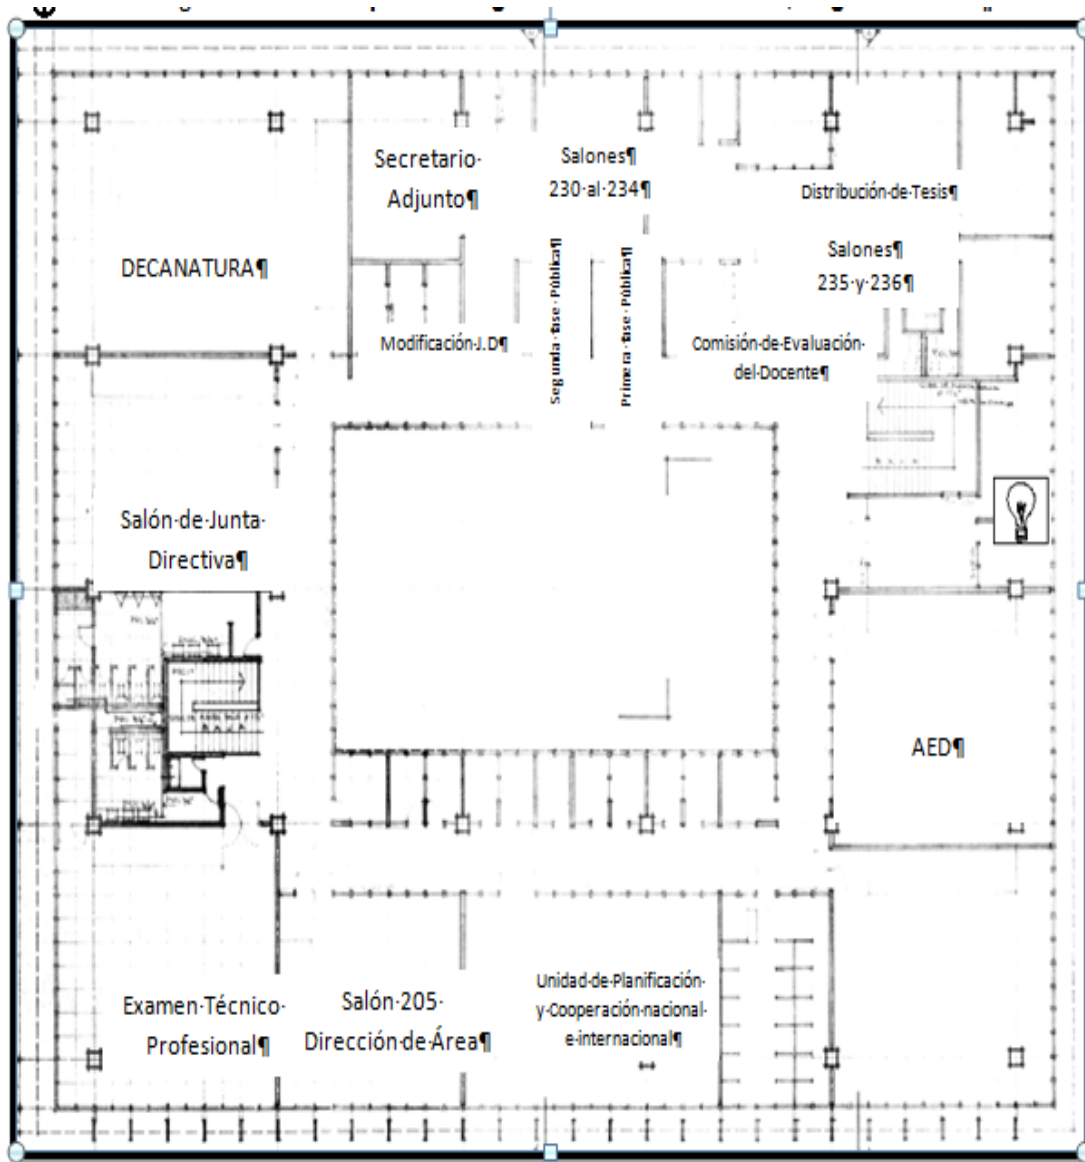 Secretario·
Adjunto¶
Salones¶
230·al·234¶
Distribución·de·Tesis¶
DECANATURA¶
Salones¶
235·y·236¶
Segunda·fase·Pública¶
Primera·fase·Pública¶
Modificación·J.D¶
Comisión·de·Evaluación·
del·Docente¶
Salón·de·Junta·
Directiva¶
AED¶
Examen·Técnico·
Profesional¶
Salón·205·
Dirección·de·Área¶
Unidad·de·Planificación·
y·Cooperación·nacional·
e·internacional¶